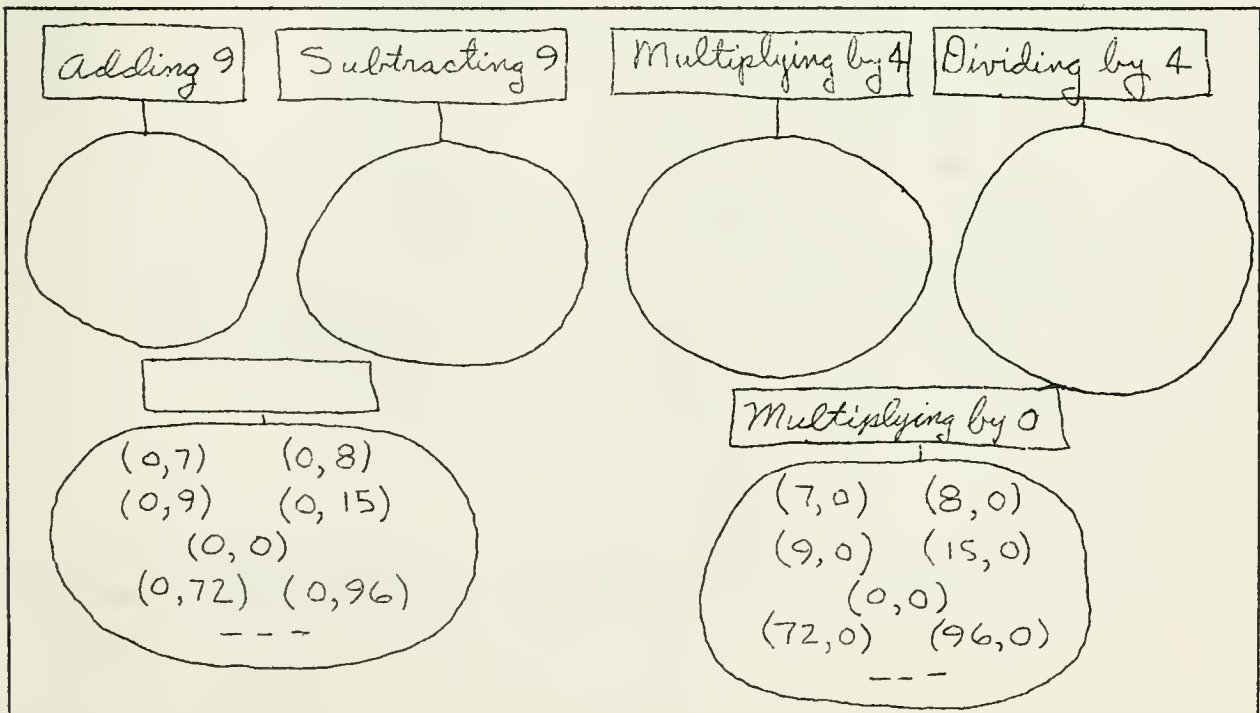 adding 9
Subtracting 9
Multiplying by 4
Dividing by 4
(0,7) (0,8)
(0,9) (0,15)
(0,0)
(0,72) (0,96)
---
Multiplying by 0
(7,0) (8,0)
(9,0) (15,0)
(0,0)
(72,0) (96,0)
---